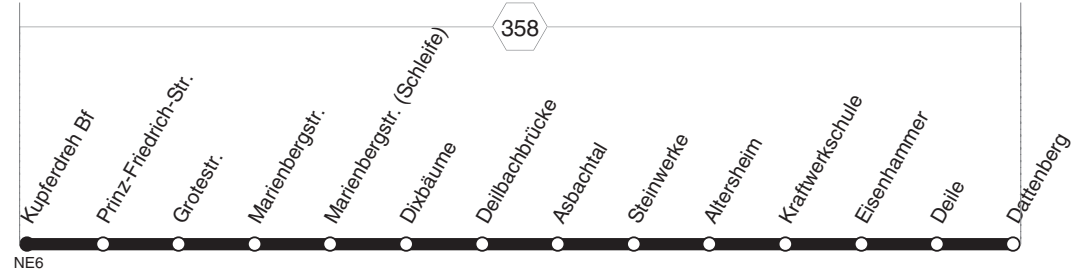 358
Kupferdreh Bf
Prinz-Friedrich-Str.
Grotestr.
Marienbergstr.
Marienbergstr. (Schleife)
Dixbäume
Deilbachbrücke
Asbachtal
Steinwerke
Altersheim
Kraftwerkschule
Eisenhammer
Deile
Dattenberg
NE6